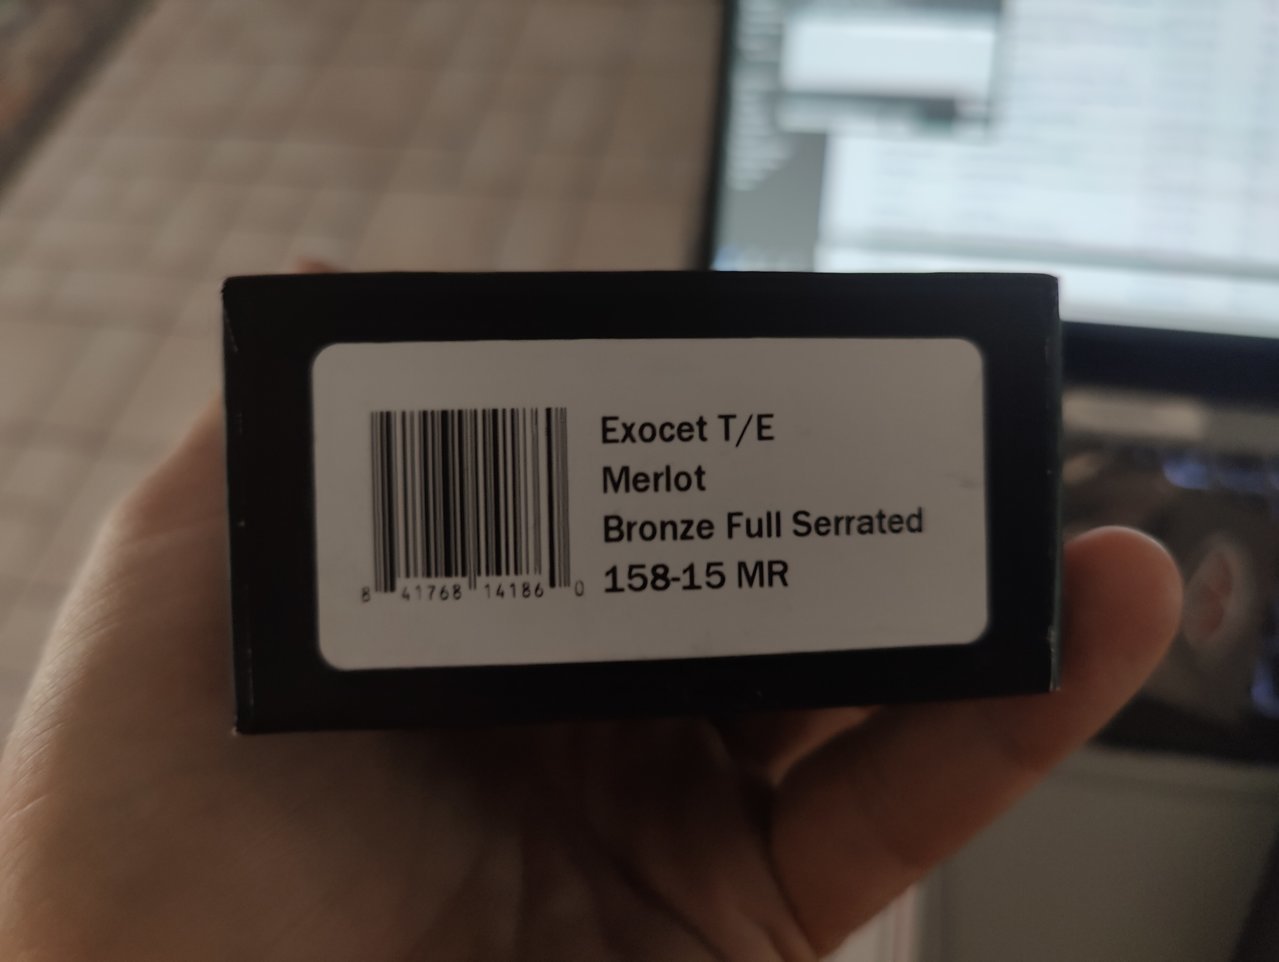 Exocet T/E
Merlot
Bronze Full Serrated
158-15 MR
8 41768 14186 0